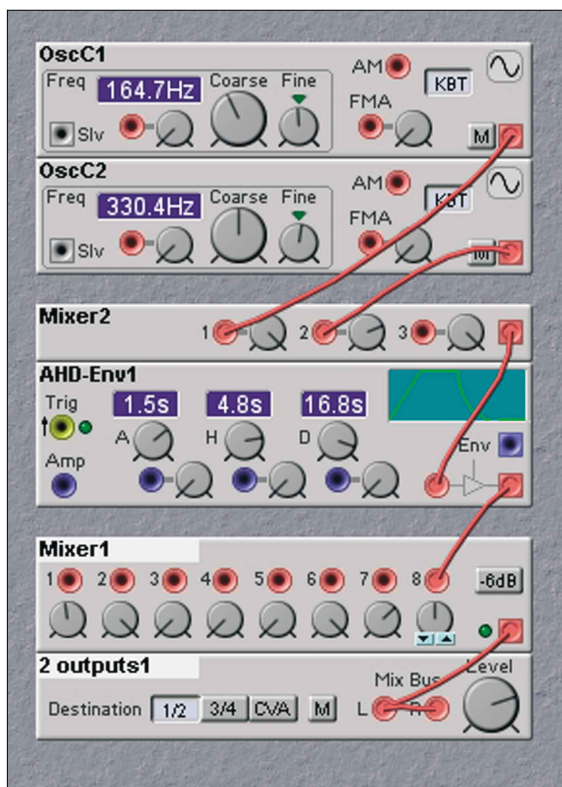 OscC1
Freq 164.7Hz Coarse Fine AM KBT
Slv FMA M
OscC2
Freq 330.4Hz Coarse Fine AM KBT
Slv FMA M
Mixer2
1 2 3
AHD-Env1
Trig 1.5s 4.8s 16.8s
A H D Env
Amp
Mixer1
1 2 3 4 5 6 7 8 -6dB
2 outputs1
Mix Bus Level
Destination 1/2 3/4 CVA M L R